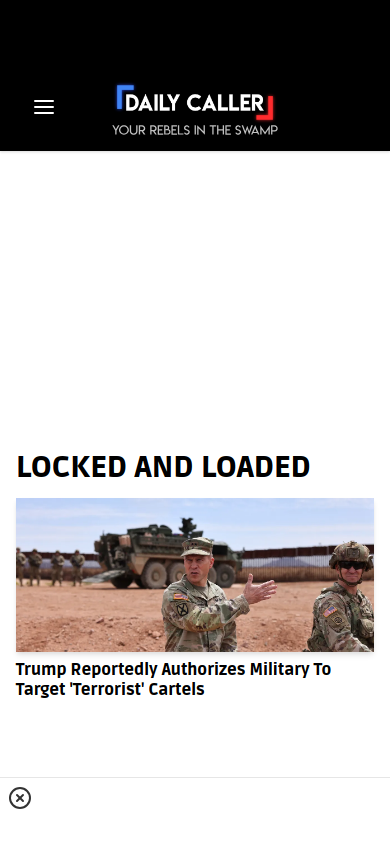 DAILY CALLER
YOUR REBELS IN THE SWAMP
LOCKED AND LOADED
Trump Reportedly Authorizes Military To
Target 'Terrorist' Cartels